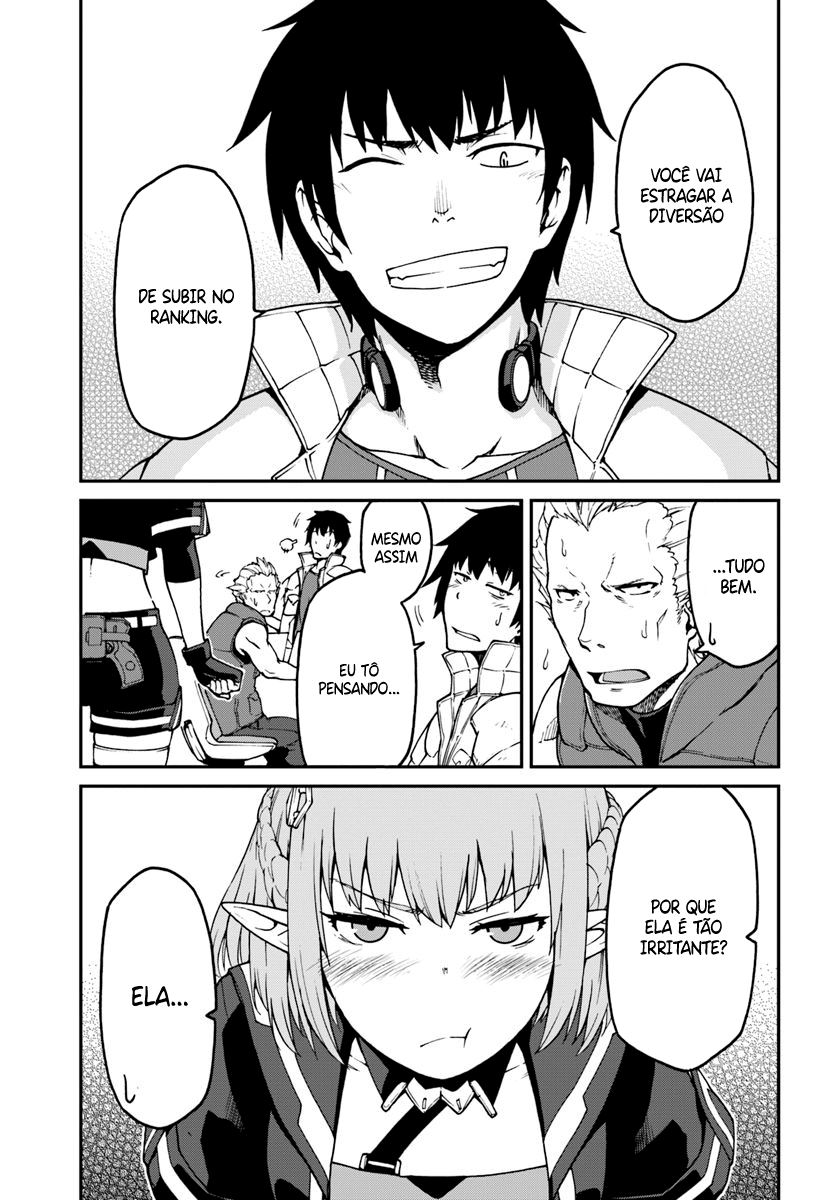 VOCÊ VAI
ESTRAGAR A
DIVERSÃO
DE SUBIR NO
RANKING.
...TUDO
BEM.
MESMO
ASSIM
EU TÔ
PENSANDO...
POR QUE
ELA É TÃO
IRRITANTE?
ELA...